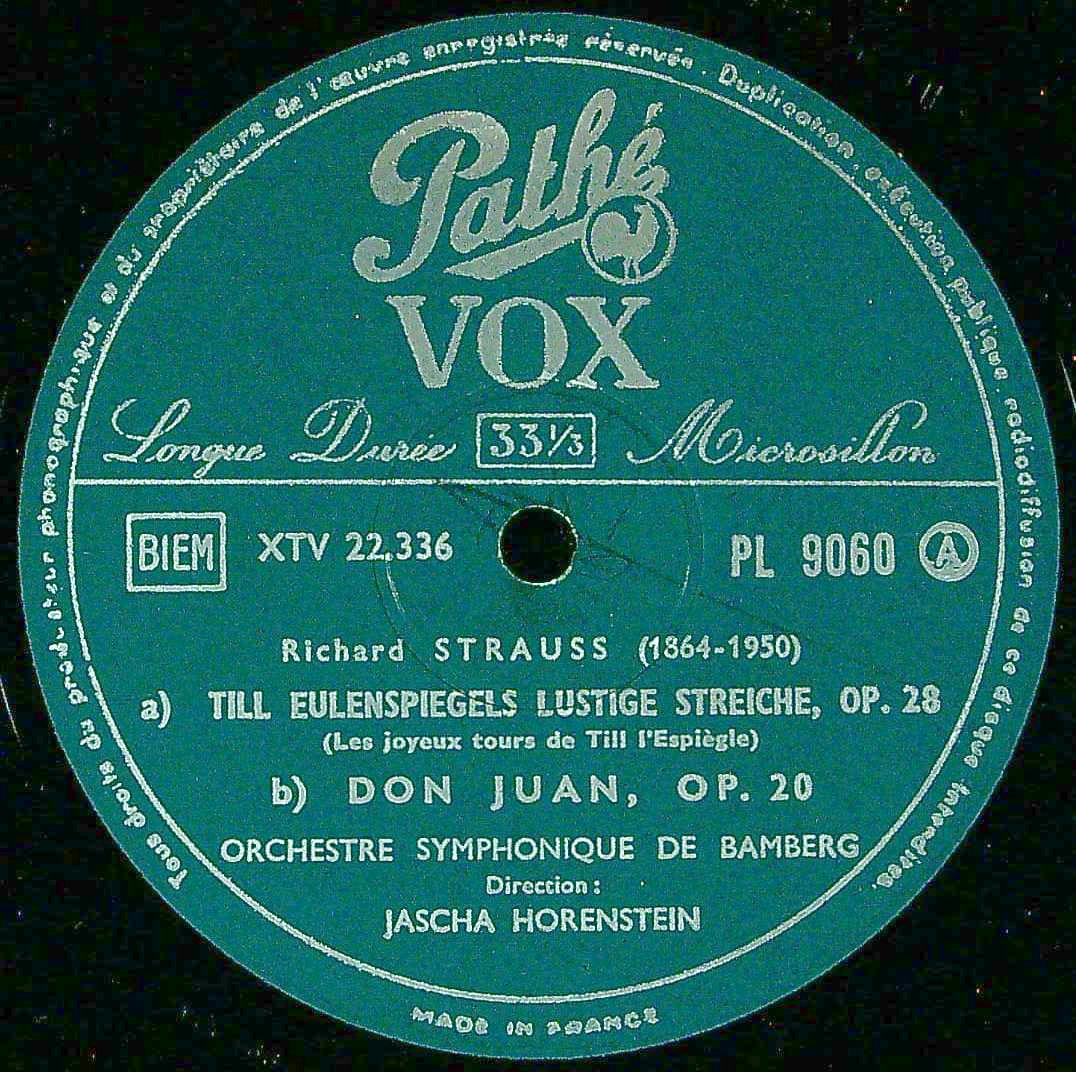 Tous droits du producteur phonographique et du propriétaire de l'œuvre enregistrée réservés. Duplication, exécution publique, radiodiffusion de ce disque interdites.
Pathé
VOX
Longue Durée 33 1/3 Microsillon
BIEM XTV 22.336 PL 9060 A
Richard STRAUSS (1864-1950)
a) TILL EULENSPIEGELS LUSTIGE STREICHE, OP. 28
(Les joyeux tours de Till l'Espiègle)
b) DON JUAN, OP. 20
ORCHESTRE SYMPHONIQUE DE BAMBERG
Direction :
JASCHA HORENSTEIN
MADE IN FRANCE